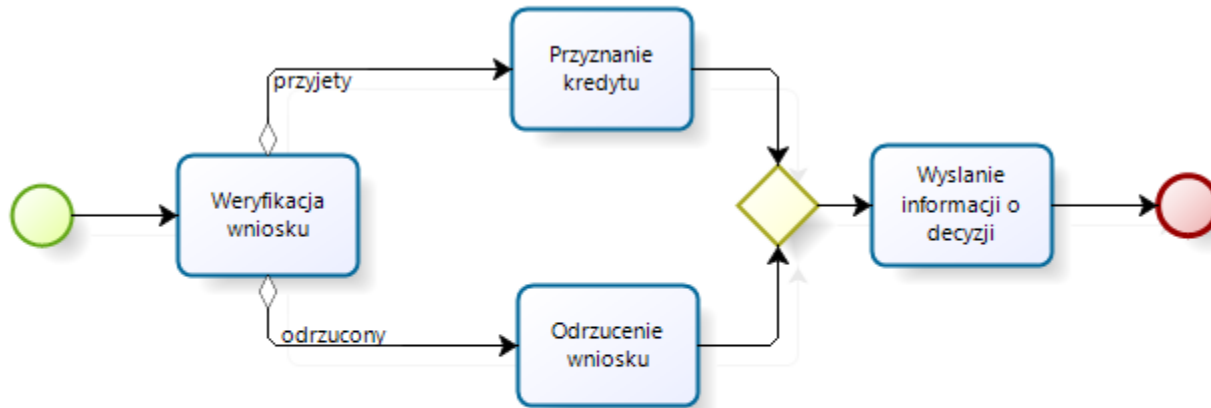 Przyznanie
kredytu
przyjety
Weryfikacja
wniosku
Wyslanie
informacji o
decyzji
odrzucony
Odrzucenie
wniosku